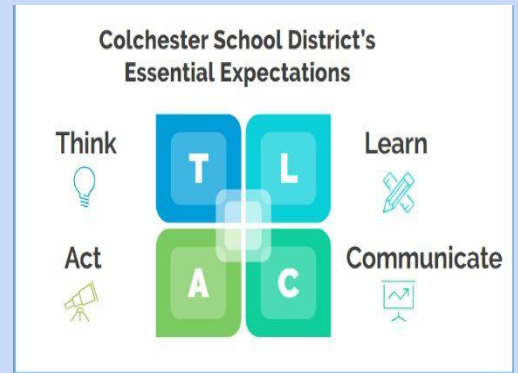 Colchester School District’s
Essential Expectations
Think
T
L
Learn
Act
A
C
Communicate